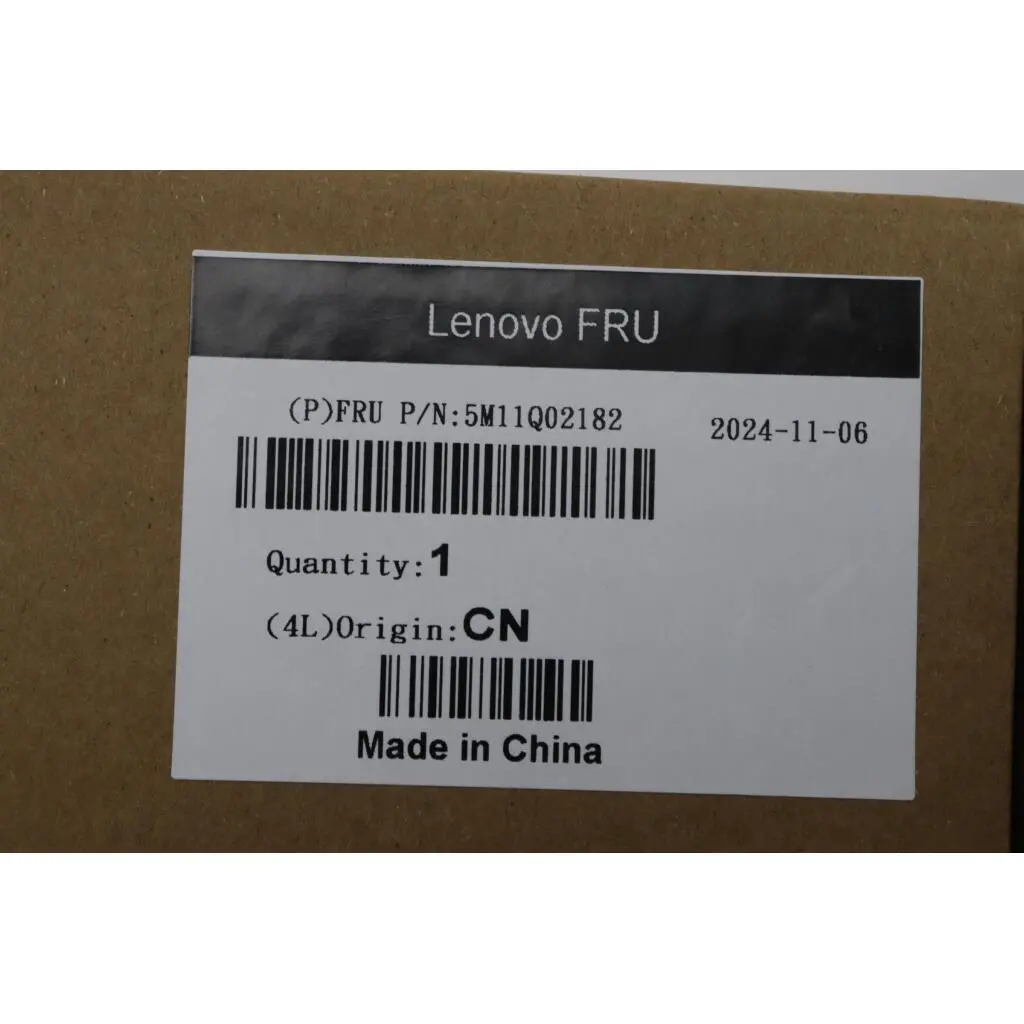 Lenovo FRU
(P)FRU P/N:5M11Q02182
2024-11-06
Quantity:1
(4L)Origin:CN
Made in China